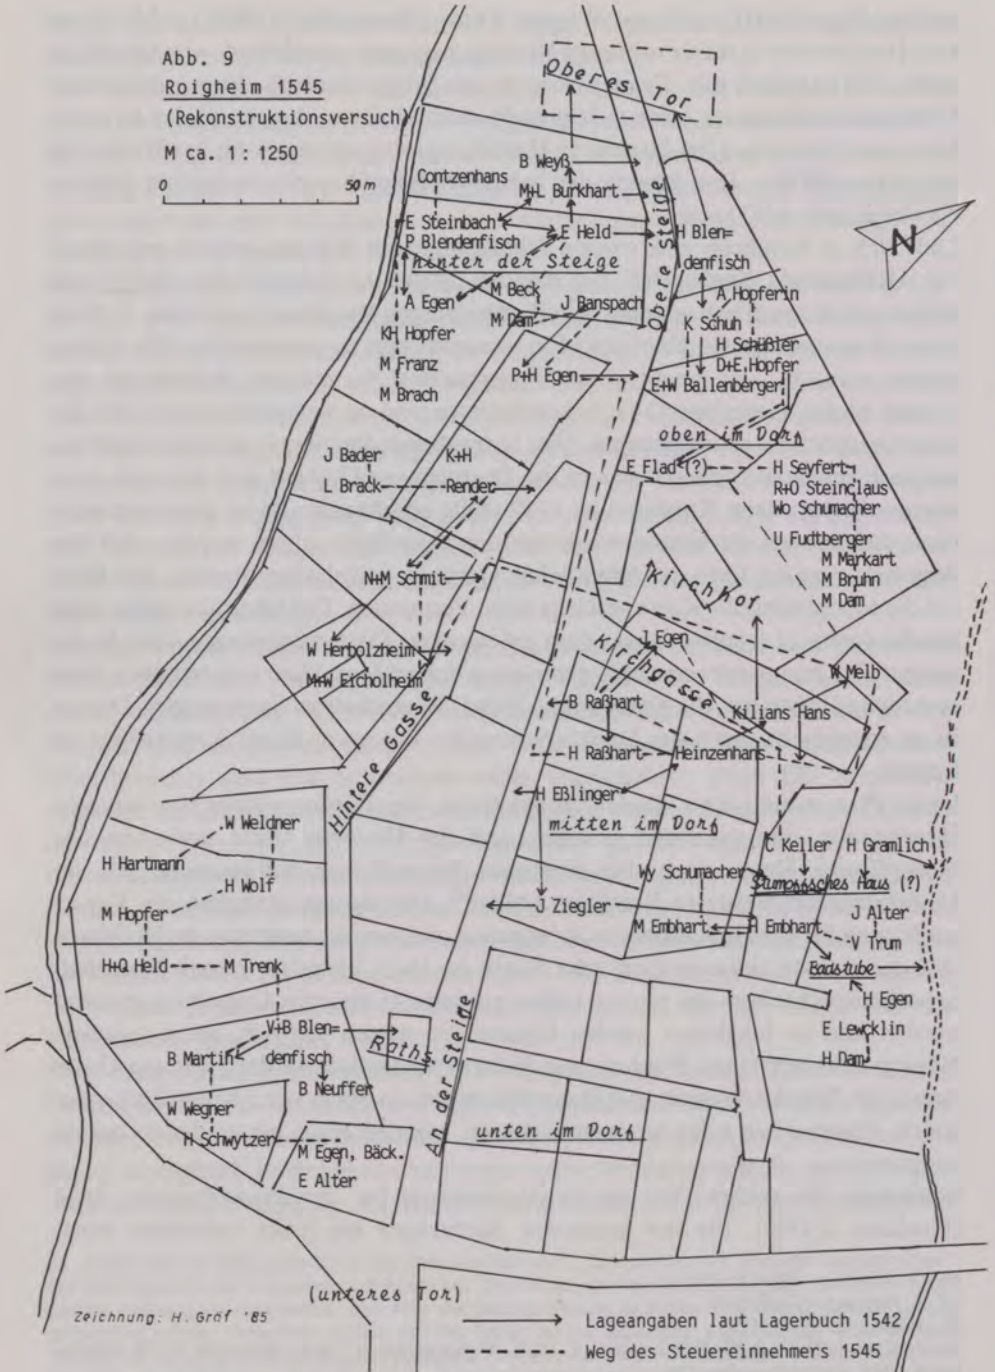 Abb. 9
Roigheim 1545
(Rekonstruktionsversuch)
M ca. 1:1250
0 50 m
Oberes Tor
B Weyß
Contzenhans
M+L Burkhart
E Steinbach
P Blendenfisch
E Held
H Blen=
denfisch
hinter der Steige
Obere Steige
Obere Steige
N
M Beck
A Egen
J Banspach
A Hopferin
M Dam
K Schuh
KH Hopfer
H Schüßler
M Franz
P+H Egen
D+E Hopfer
M Brach
E+W Ballenberger
oben im Dorf
J Bader
K+H
Render
L Brack
E Flad (?)
H Seyfert
R+O Steinclaus
Wo Schumacher
U Fudtberger
M Markart
M Bruhn
M Dam
N+M Schmit
Kirchhof
J Egen
Kirchgasse
W Herbolzheim
M+W Eicholheim
W Melb
B Raßhart
Kilians Hans
Hintere Gasse
H Raßhart
Heinzenhans
H Eßlinger
mitten im Dorf
W Weldner
H Hartmann
H Wolf
M Hopfer
H+Q Held
M Trenk
C Keller
H Gramlich
Wy Schumacher
Stumpfsches Haus (?)
J Ziegler
M Embhart
H Embhart
J Alter
V Trum
Badstube
H Egen
E Lewcklin
H Dam
V+B Blen=
denfisch
Raths.
B Martin
B Neuffer
W Wegner
H Schwytzer
M Egen, Bäck.
E Alter
An der Steige
unten im Dorf
(unteres Tor)
Zeichnung: H. Gräf '85
Lageangaben laut Lagerbuch 1542
Weg des Steuereinnehmers 1545